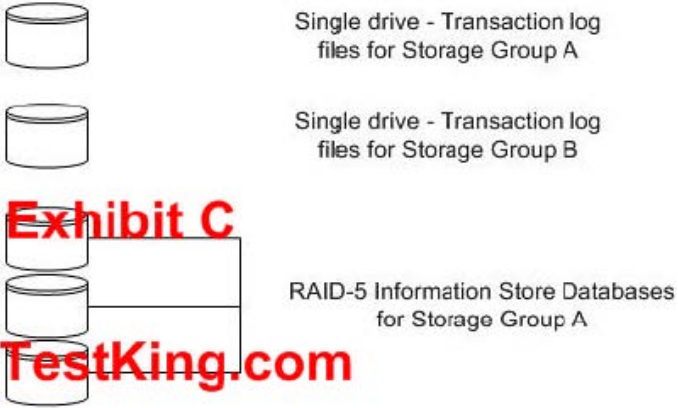 Single drive - Transaction log
files for Storage Group A
Single drive - Transaction log
files for Storage Group B
Exhibit C
RAID-5 Information Store Databases
for Storage Group A
TestKing.com